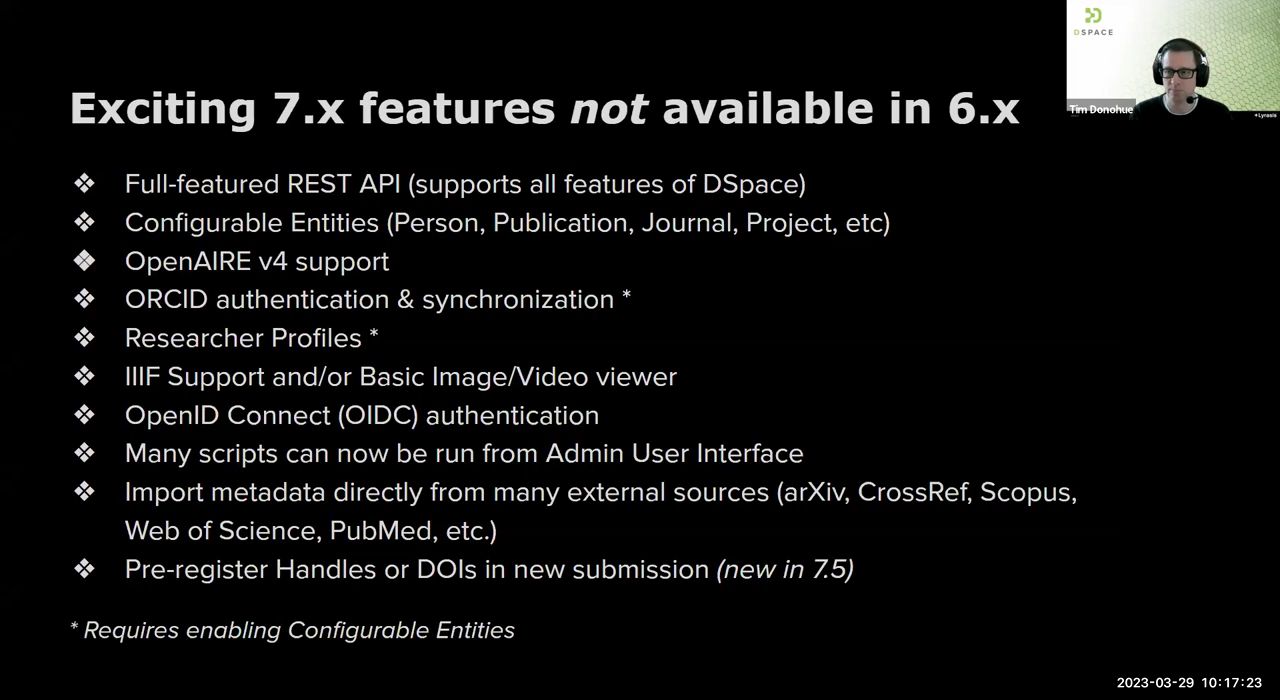 DSPACE
Tim Donohue
Lyrasis
Exciting 7.x features not available in 6.x
❖ Full-featured REST API (supports all features of DSpace)
❖ Configurable Entities (Person, Publication, Journal, Project, etc)
❖ OpenAIRE v4 support
❖ ORCID authentication & synchronization *
❖ Researcher Profiles *
❖ IIIF Support and/or Basic Image/Video viewer
❖ OpenID Connect (OIDC) authentication
❖ Many scripts can now be run from Admin User Interface
❖ Import metadata directly from many external sources (arXiv, CrossRef, Scopus,
Web of Science, PubMed, etc.)
❖ Pre-register Handles or DOIs in new submission (new in 7.5)
* Requires enabling Configurable Entities
2023-03-29 10:17:23